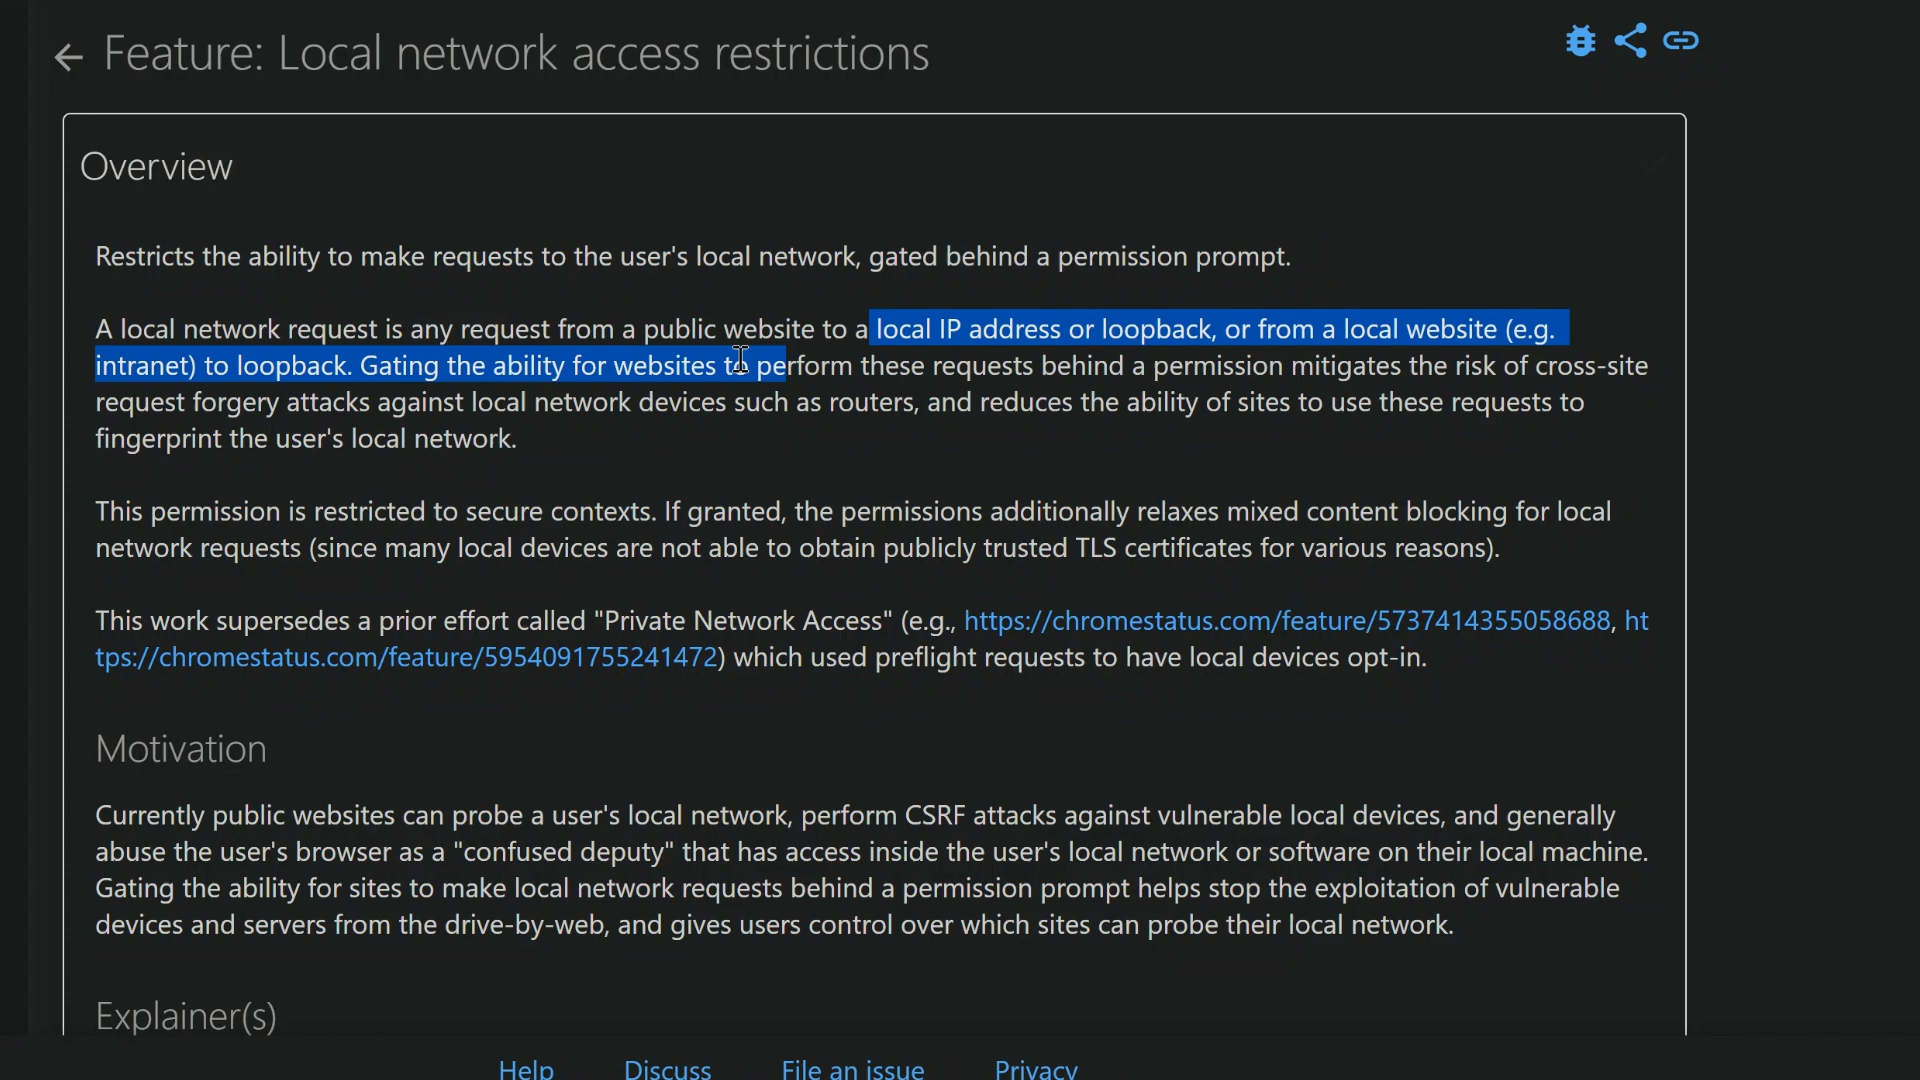 Feature: Local network access restrictions
Overview
Restricts the ability to make requests to the user's local network, gated behind a permission prompt.
A local network request is any request from a public website to a local IP address or loopback, or from a local website (e.g.
intranet) to loopback. Gating the ability for websites to perform these requests behind a permission mitigates the risk of cross-site
request forgery attacks against local network devices such as routers, and reduces the ability of sites to use these requests to
fingerprint the user's local network.
This permission is restricted to secure contexts. If granted, the permissions additionally relaxes mixed content blocking for local
network requests (since many local devices are not able to obtain publicly trusted TLS certificates for various reasons).
This work supersedes a prior effort called "Private Network Access" (e.g., https://chromestatus.com/feature/5737414355058688, ht
tps://chromestatus.com/feature/5954091755241472) which used preflight requests to have local devices opt-in.
Motivation
Currently public websites can probe a user's local network, perform CSRF attacks against vulnerable local devices, and generally
abuse the user's browser as a "confused deputy" that has access inside the user's local network or software on their local machine.
Gating the ability for sites to make local network requests behind a permission prompt helps stop the exploitation of vulnerable
devices and servers from the drive-by-web, and gives users control over which sites can probe their local network.
Explainer(s)
Help Discuss File an issue Privacy